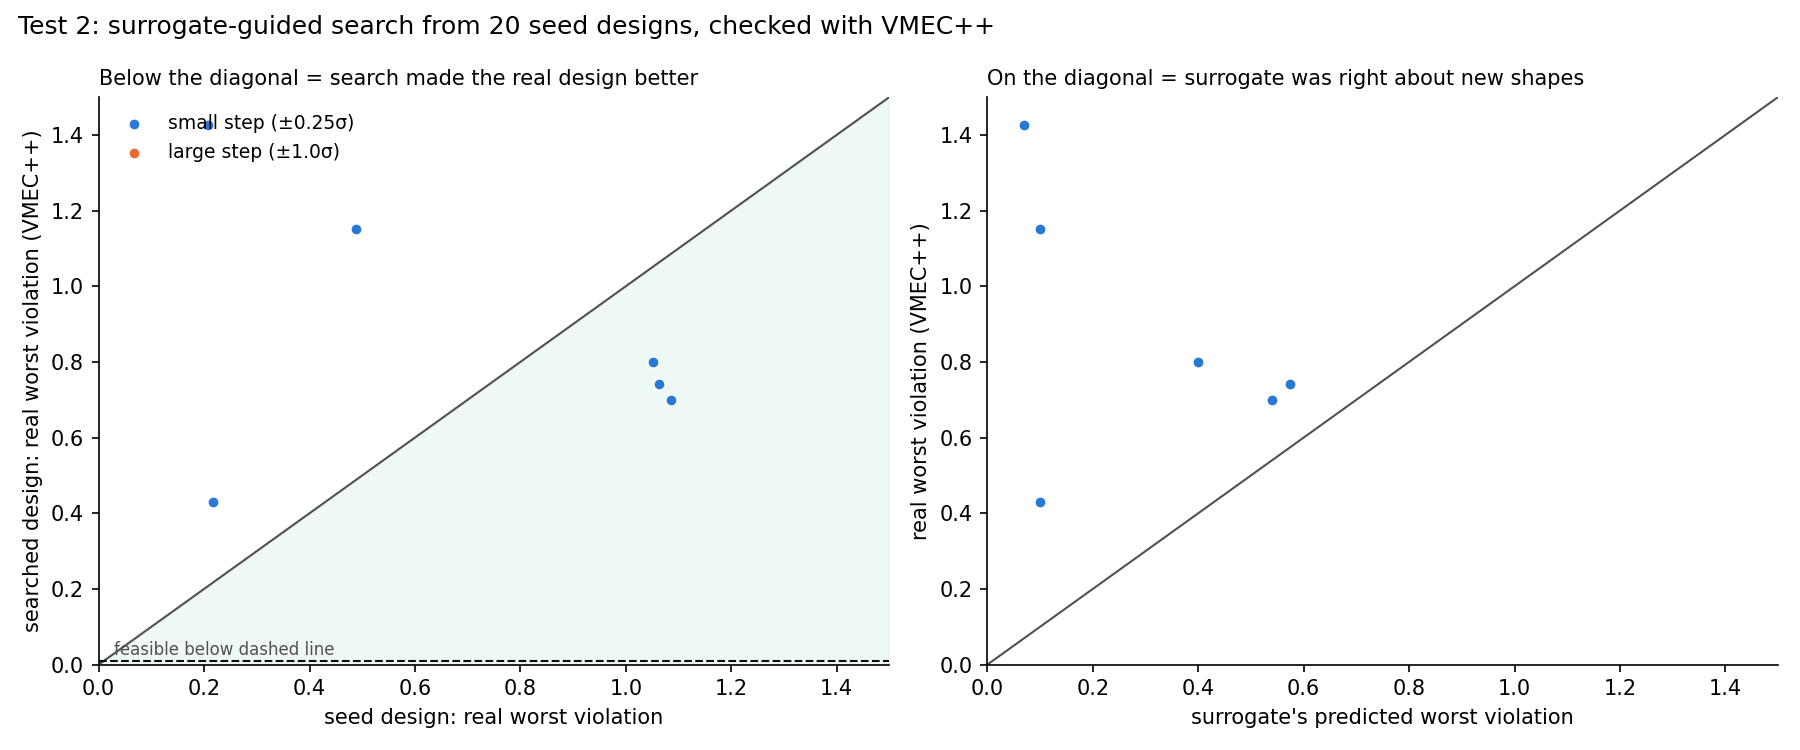 Test 2: surrogate-guided search from 20 seed designs, checked with VMEC++
Below the diagonal = search made the real design better
small step (±0.25σ)
large step (±1.0σ)
searched design: real worst violation (VMEC++)
1.4
1.2
1.0
0.8
0.6
0.4
0.2
0.0
feasible below dashed line
0.0 0.2 0.4 0.6 0.8 1.0 1.2 1.4
seed design: real worst violation
On the diagonal = surrogate was right about new shapes
real worst violation (VMEC++)
1.4
1.2
1.0
0.8
0.6
0.4
0.2
0.0
0.0 0.2 0.4 0.6 0.8 1.0 1.2 1.4
surrogate's predicted worst violation